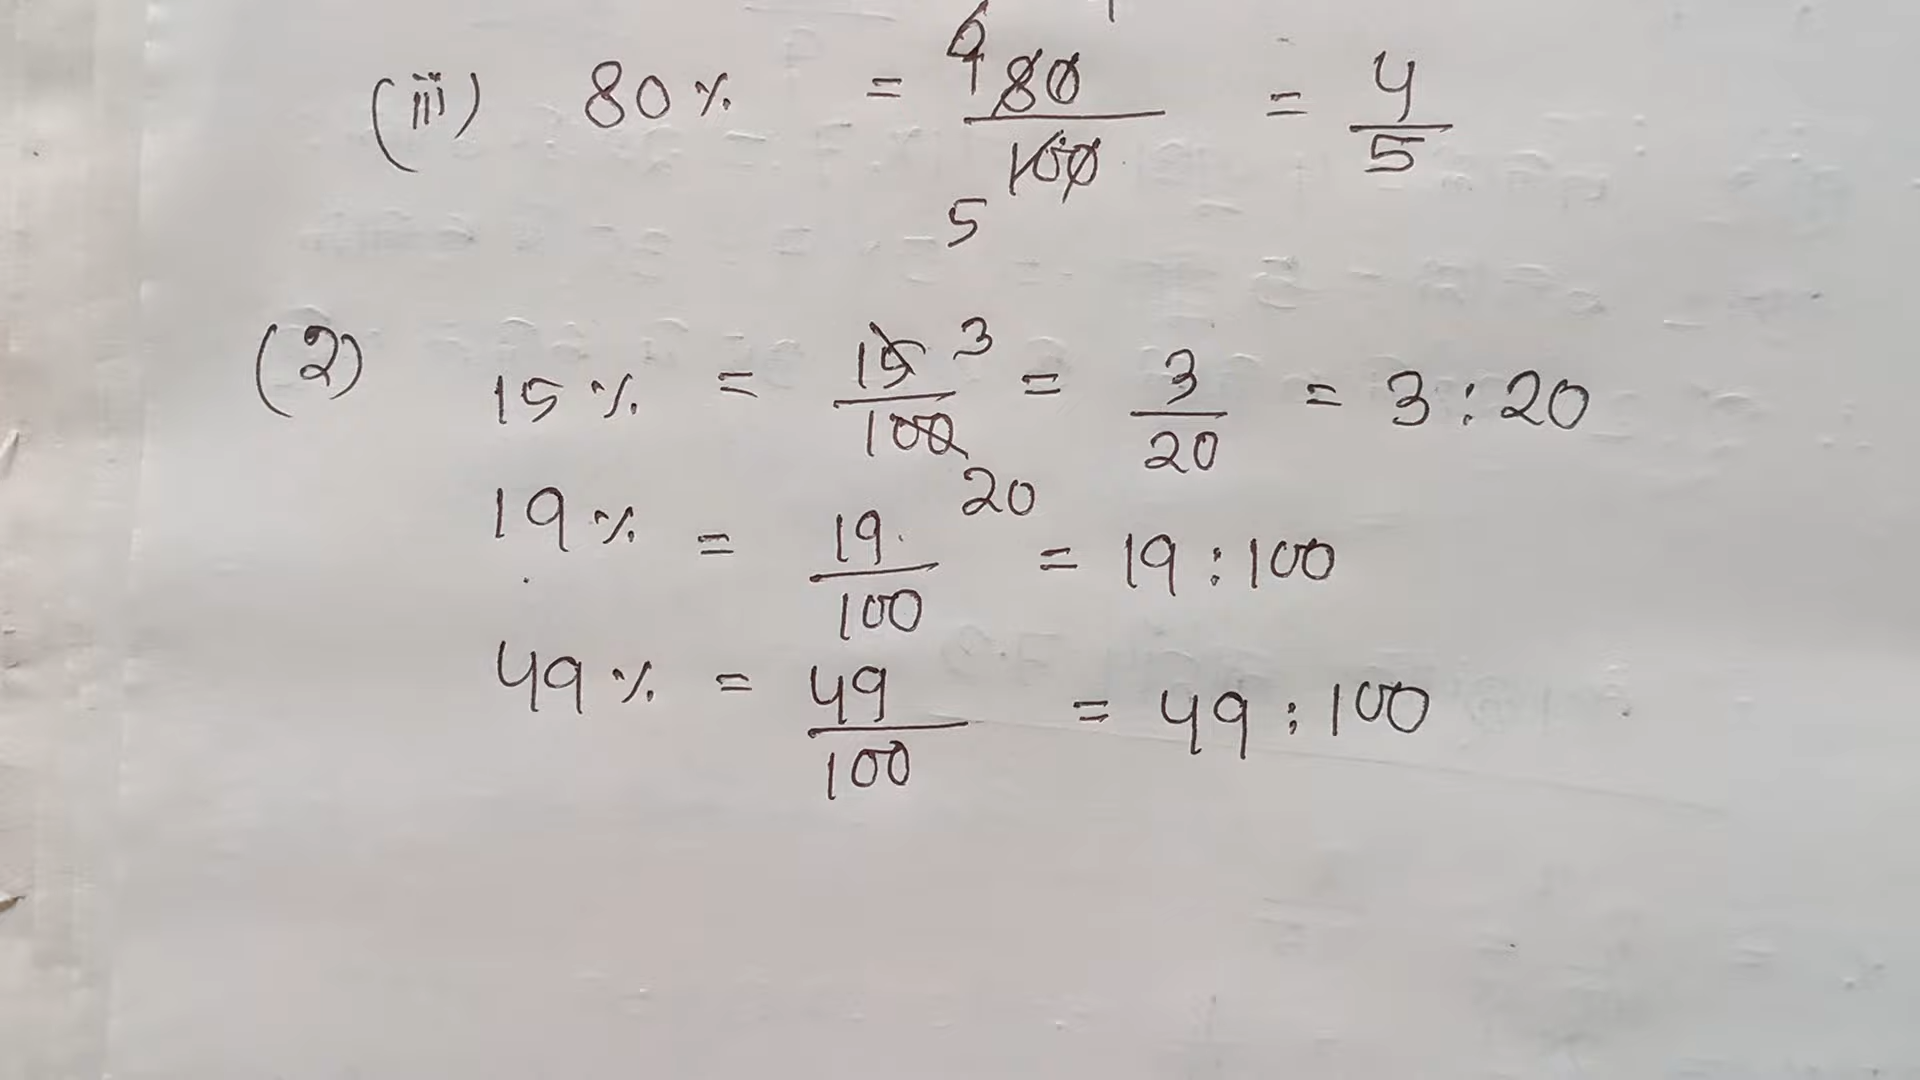 (iii) 80% = 80/100 = 4/5
5
(2) 15% = 15/100 = 3/20 = 3:20
3
20
19% = 19/100 = 19:100
49% = 49/100 = 49:100